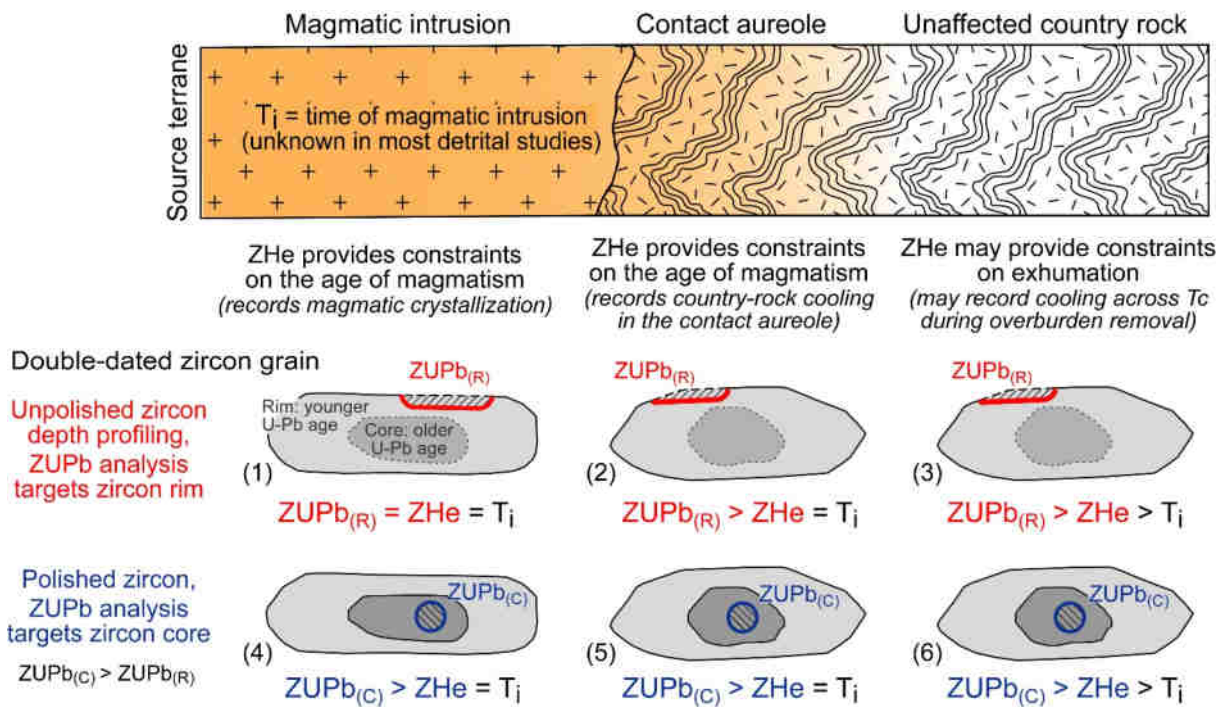 Magmatic intrusion
Contact aureole
Unaffected country rock
Source terrane
Ti = time of magmatic intrusion
(unknown in most detrital studies)
ZHe provides constraints
on the age of magmatism
(records magmatic crystallization)
ZHe provides constraints
on the age of magmatism
(records country-rock cooling
in the contact aureole)
ZHe may provide constraints
on exhumation
(may record cooling across Tc
during overburden removal)
Double-dated zircon grain
Unpolished zircon
depth profiling,
ZUPb analysis
targets zircon rim
ZUPb(R)
Rim: younger
U-Pb age
Core: older
U-Pb age
(1)
ZUPb(R) = ZHe = Ti
ZUPb(R)
(2)
ZUPb(R) > ZHe = Ti
ZUPb(R)
(3)
ZUPb(R) > ZHe > Ti
Polished zircon,
ZUPb analysis
targets zircon core
ZUPb(C) > ZUPb(R)
ZUPb(C)
(4)
ZUPb(C) > ZHe = Ti
ZUPb(C)
(5)
ZUPb(C) > ZHe = Ti
ZUPb(C)
(6)
ZUPb(C) > ZHe > Ti